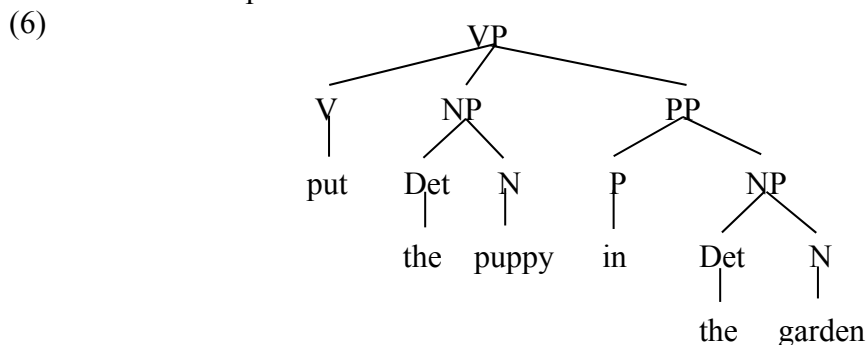 (6)
VP
V NP PP
put Det N P NP
the puppy in Det N
the garden